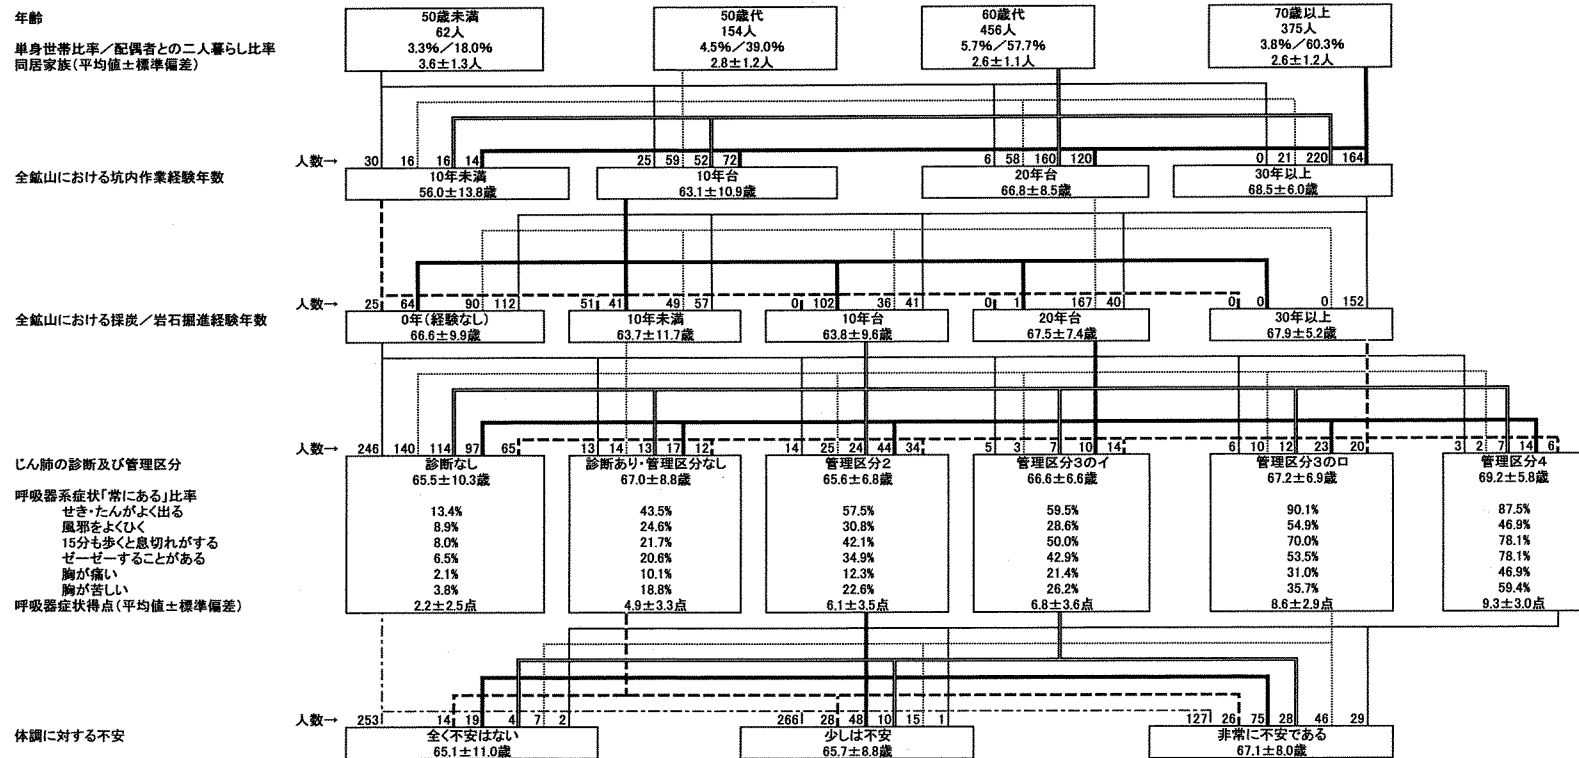 年齢
50歳未満 50歳代 60歳代 70歳以上
62人 154人 456人 375人
単身世帯比率／配偶者との二人暮らし比率 3.3%／18.0% 4.5%／39.0% 5.7%／57.7% 3.8%／60.3%
同居家族(平均値±標準偏差) 3.6±1.3人 2.8±1.2人 2.6±1.1人 2.6±1.2人
人数→ 30 16 16 14 25 59 52 72 6 58 160 120 0 21 220 164
全鉱山における坑内作業経験年数 10年未満 10年台 20年台 30年以上
56.0±13.8歳 63.1±10.9歳 66.8±8.5歳 68.5±6.0歳
人数→ 25 64 90 112 51 41 49 57 0 102 36 41 0 1 167 40 0 0 0 152
全鉱山における採炭／岩石掘進経験年数 0年(経験なし) 10年未満 10年台 20年台 30年以上
66.6±9.9歳 63.7±11.7歳 63.8±9.6歳 67.5±7.4歳 67.9±5.2歳
人数→ 246 140 114 97 65 13 14 13 17 12 14 25 24 44 34 5 3 7 10 14 6 10 12 23 20 3 2 7 14 6
じん肺の診断及び管理区分 診断なし 診断あり・管理区分なし 管理区分2 管理区分3のイ 管理区分3のロ 管理区分4
65.5±10.3歳 67.0±8.8歳 65.6±6.8歳 66.6±6.6歳 67.2±6.9歳 69.2±5.8歳
呼吸器系症状「常にある」比率
せき・たんがよく出る 13.4% 43.5% 57.5% 59.5% 90.1% 87.5%
風邪をよくひく 8.9% 24.6% 30.8% 28.6% 54.9% 46.9%
15分も歩くと息切れがする 8.0% 21.7% 42.1% 50.0% 70.0% 78.1%
ゼーゼーすることがある 6.5% 20.6% 34.9% 42.9% 53.5% 78.1%
胸が痛い 2.1% 10.1% 12.3% 21.4% 31.0% 46.9%
胸が苦しい 3.8% 18.8% 22.6% 26.2% 35.7% 59.4%
呼吸器症状得点(平均値±標準偏差) 2.2±2.5点 4.9±3.3点 6.1±3.5点 6.8±3.6点 8.6±2.9点 9.3±3.0点
人数→ 253 14 19 4 7 2 266 28 48 10 15 1 127 26 75 28 46 29
体調に対する不安 全く不安はない 少しは不安 非常に不安である
65.1±11.0歳 65.7±8.8歳 67.1±8.0歳